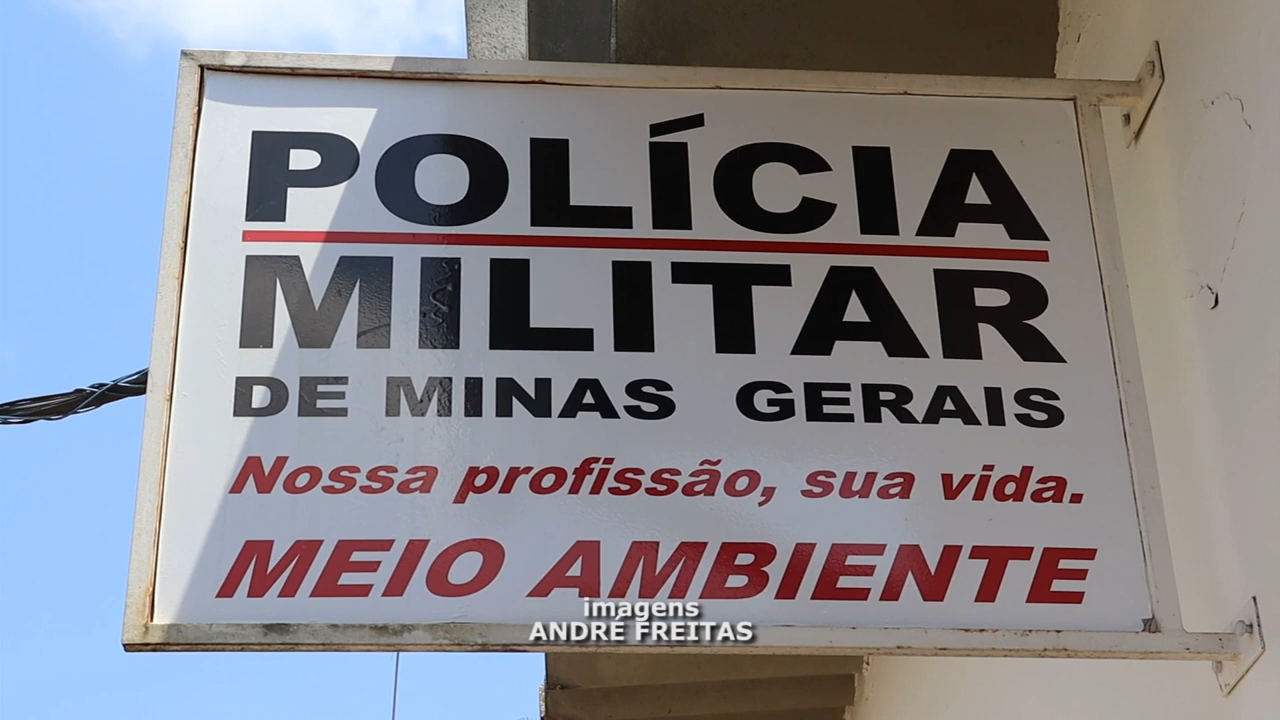 POLÍCIA
MILITAR
DE MINAS GERAIS
Nossa profissão, sua vida.
MEIO AMBIENTE
imagens
ANDRÉ FREITAS